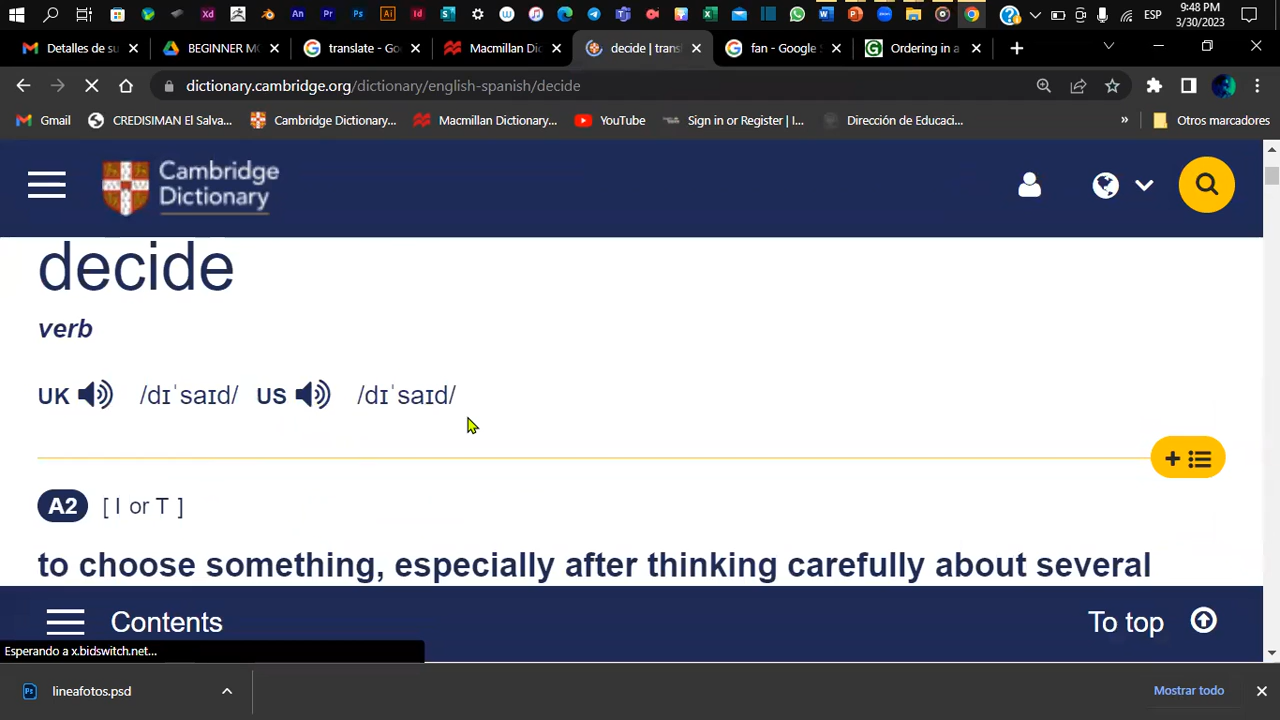 9:48 PM
ESP
3/30/2023
Detalles de su
BEGINNER MO
translate - Goo
Macmillan Dic
decide | trans
fan - Google S
Ordering in a
dictionary.cambridge.org/dictionary/english-spanish/decide
Gmail
CREDISIMAN El Salva...
Cambridge Dictionary...
Macmillan Dictionary...
YouTube
Sign in or Register | I...
Dirección de Educaci...
»
Otros marcadores
Cambridge
Dictionary
decide
verb
UK /dɪˈsaɪd/ US /dɪˈsaɪd/
+
A2 [ I or T ]
to choose something, especially after thinking carefully about several
Contents
To top
Esperando a x.bidswitch.net...
lineafotos.psd
Mostrar todo